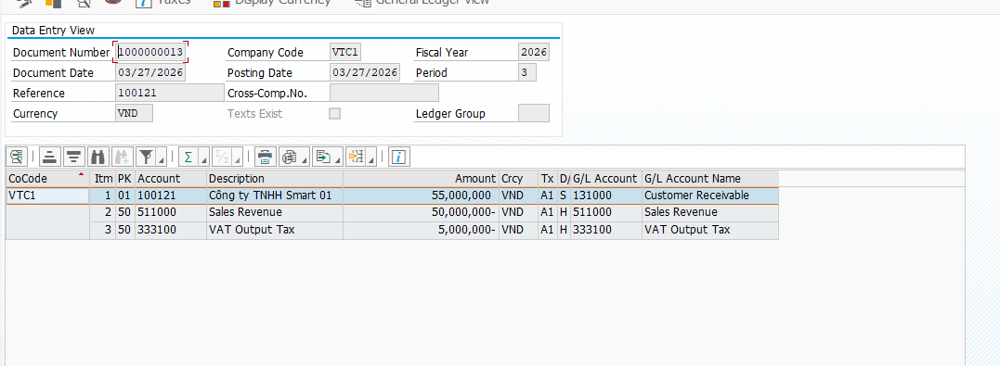 Taxes Display Currency General Ledger View
Data Entry View
Document Number 1000000013 Company Code VTC1 Fiscal Year 2026
Document Date 03/27/2026 Posting Date 03/27/2026 Period 3
Reference 100121 Cross-Comp.No.
Currency VND Texts Exist Ledger Group
CoCode Itm PK Account Description Amount Crcy Tx D/ G/L Account G/L Account Name
VTC1 1 01 100121 Công ty TNHH Smart 01 55,000,000 VND A1 S 131000 Customer Receivable
2 50 511000 Sales Revenue 50,000,000- VND A1 H 511000 Sales Revenue
3 50 333100 VAT Output Tax 5,000,000- VND A1 H 333100 VAT Output Tax